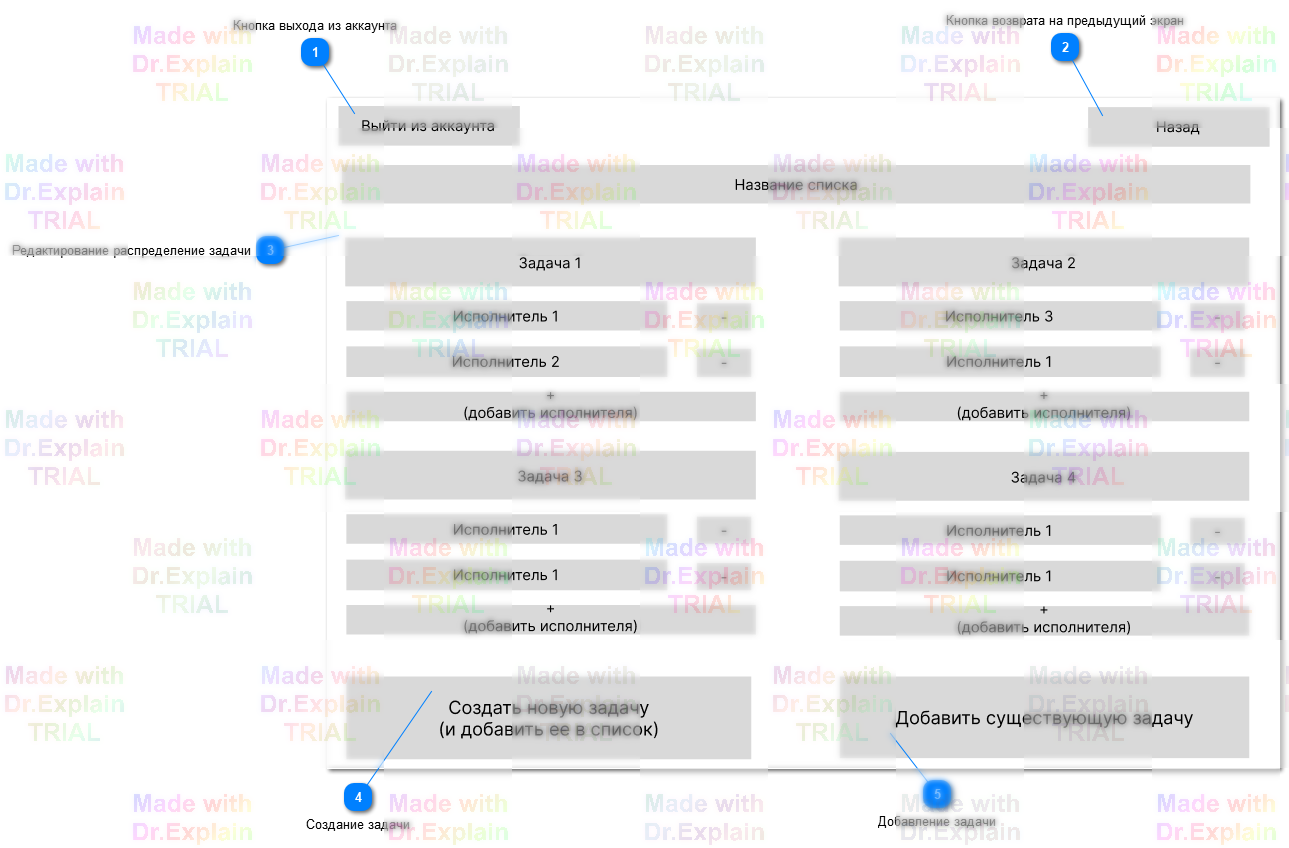 Кнопка выхода из аккаунта
Кнопка возврата на предыдущий экран
1
2
Выйти из аккаунта
Назад
Название списка
Редактирование распределение задачи
3
Задача 1
Задача 2
Исполнитель 1
-
Исполнитель 3
-
Исполнитель 2
-
Исполнитель 1
-
+
(добавить исполнителя)
+
(добавить исполнителя)
Задача 3
Задача 4
Исполнитель 1
-
Исполнитель 1
-
Исполнитель 1
-
Исполнитель 1
-
+
(добавить исполнителя)
+
(добавить исполнителя)
Создать новую задачу
(и добавить ее в список)
Добавить существующую задачу
4
5
Создание задачи
Добавление задачи
Made with
Dr.Explain
TRIAL